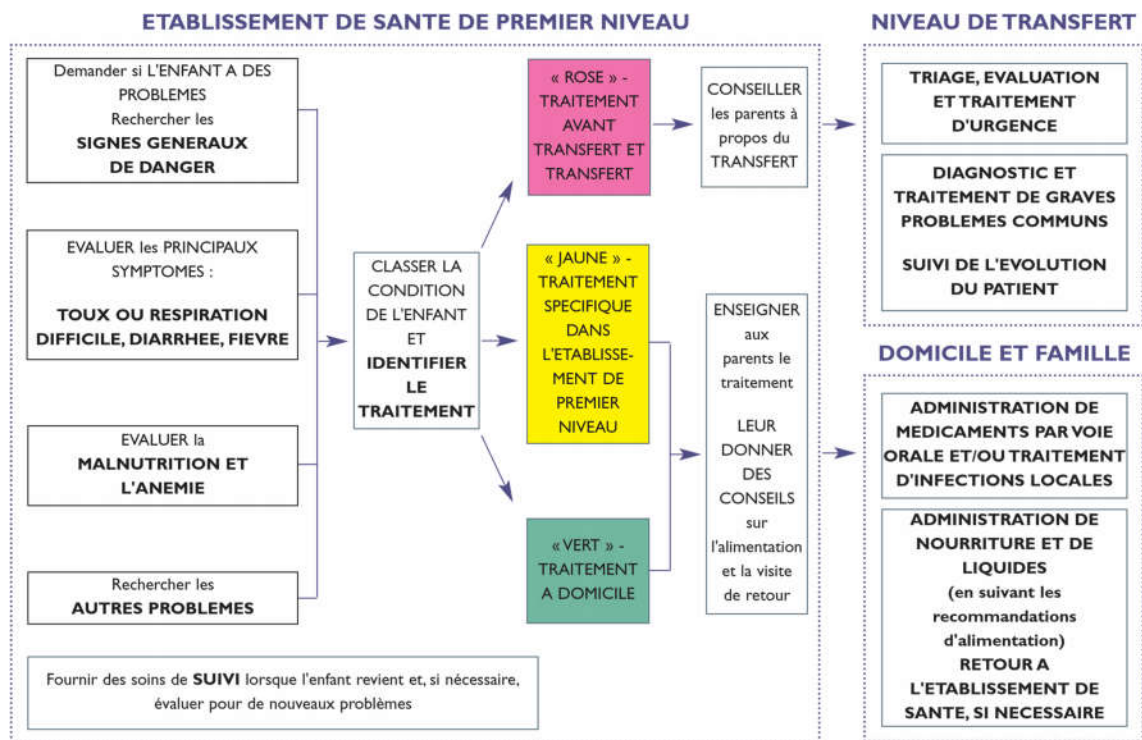 ETABLISSEMENT DE SANTE DE PREMIER NIVEAU
Demander si L'ENFANT A DES
PROBLEMES
Rechercher les
SIGNES GENERAUX
DE DANGER
EVALUER les PRINCIPAUX
SYMPTOMES :
TOUX OU RESPIRATION
DIFFICILE, DIARRHEE, FIEVRE
EVALUER la
MALNUTRITION ET
L'ANEMIE
Rechercher les
AUTRES PROBLEMES
CLASSER LA
CONDITION
DE L'ENFANT
ET
IDENTIFIER
LE
TRAITEMENT
« ROSE » -
TRAITEMENT
AVANT
TRANSFERT ET
TRANSFERT
« JAUNE » -
TRAITEMENT
SPECIFIQUE
DANS
L'ETABLISSE-
MENT DE
PREMIER
NIVEAU
« VERT » -
TRAITEMENT
A DOMICILE
CONSEILLER
les parents à
propos du
TRANSFERT
ENSEIGNER
aux
parents le
traitement
LEUR
DONNER
DES
CONSEILS
sur
l'alimentation
et la visite
de retour
Fournir des soins de SUIVI lorsque l'enfant revient et, si nécessaire,
évaluer pour de nouveaux problèmes
NIVEAU DE TRANSFERT
TRIAGE, EVALUATION
ET TRAITEMENT
D'URGENCE
DIAGNOSTIC ET
TRAITEMENT DE GRAVES
PROBLEMES COMMUNS
SUIVI DE L'EVOLUTION
DU PATIENT
DOMICILE ET FAMILLE
ADMINISTRATION DE
MEDICAMENTS PAR VOIE
ORALE ET/OU TRAITEMENT
D'INFECTIONS LOCALES
ADMINISTRATION DE
NOURRITURE ET DE
LIQUIDES
(en suivant les
recommandations
d'alimentation)
RETOUR A
L'ETABLISSEMENT DE
SANTE, SI NECESSAIRE